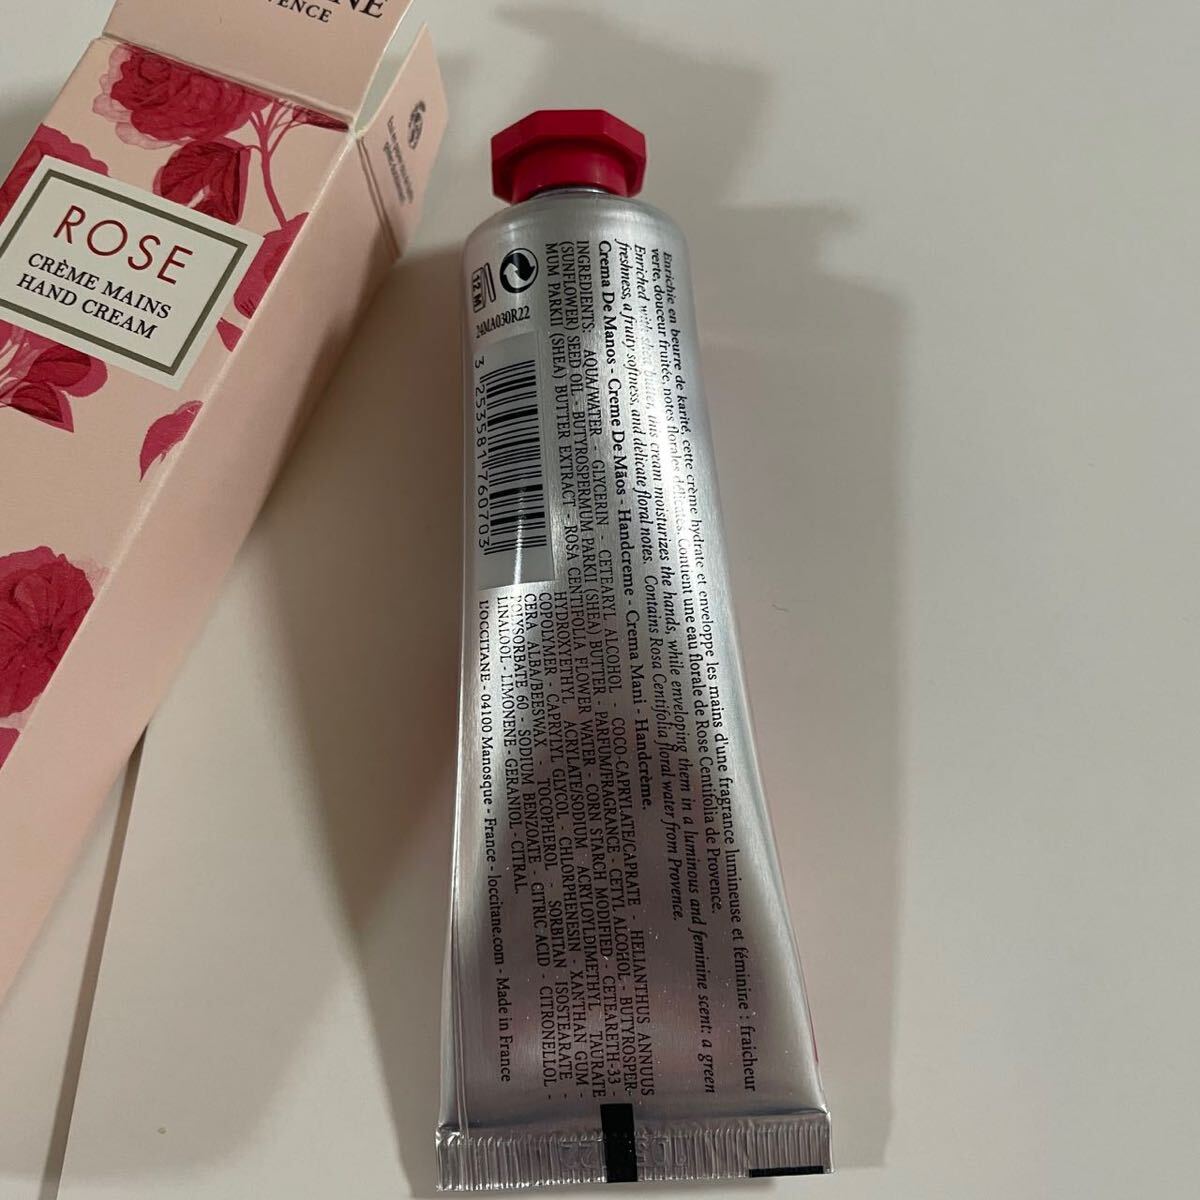 ROSE
CRÈME MAINS
HAND CREAM
Enrichie en beurre de karité, cette crème hydrate et enveloppe les mains d'une fragrance lumineuse et féminine : fraicheur
verte, douceur fruitée, notes florales délicates. Contient une eau florale de Rose Centifolia de Provence.
Enriched with shea butter, this cream moisturizes the hands, while enveloping them in a luminous and feminine scent: a green
freshness, a fruity softness, and delicate floral notes. Contains Rosa Centifolia floral water from Provence.
Crema De Manos - Creme De Mãos - Handcreme - Crema Mani - Handcrème.
INGREDIENTS: AQUA/WATER - GLYCERIN - CETEARYL ALCOHOL - COCO-CAPRYLATE/CAPRATE - HELIANTHUS ANNUUS
(SUNFLOWER) SEED OIL - BUTYROSPERMUM PARKII (SHEA) BUTTER - PARFUM/FRAGRANCE - CETYL ALCOHOL - BUTYROSPER-
MUM PARKII (SHEA) BUTTER EXTRACT - ROSA CENTIFOLIA FLOWER WATER - CORN STARCH MODIFIED - CETEARETH-33 -
HYDROXYETHYL ACRYLATE/SODIUM ACRYLOYLDIMETHYL TAURATE
COPOLYMER - CAPRYLYL GLYCOL - CHLORPHENESIN - XANTHAN GUM -
CERA ALBA/BEESWAX - TOCOPHEROL - SORBITAN ISOSTEARATE -
POLYSORBATE 60 - SODIUM BENZOATE - CITRIC ACID - CITRONELLOL -
LINALOOL - LIMONENE - GERANIOL - CITRAL.
L'OCCITANE - 04100 Manosque - France - loccitane.com - Made in France
12 M
24MA030R22
3 253581 760703